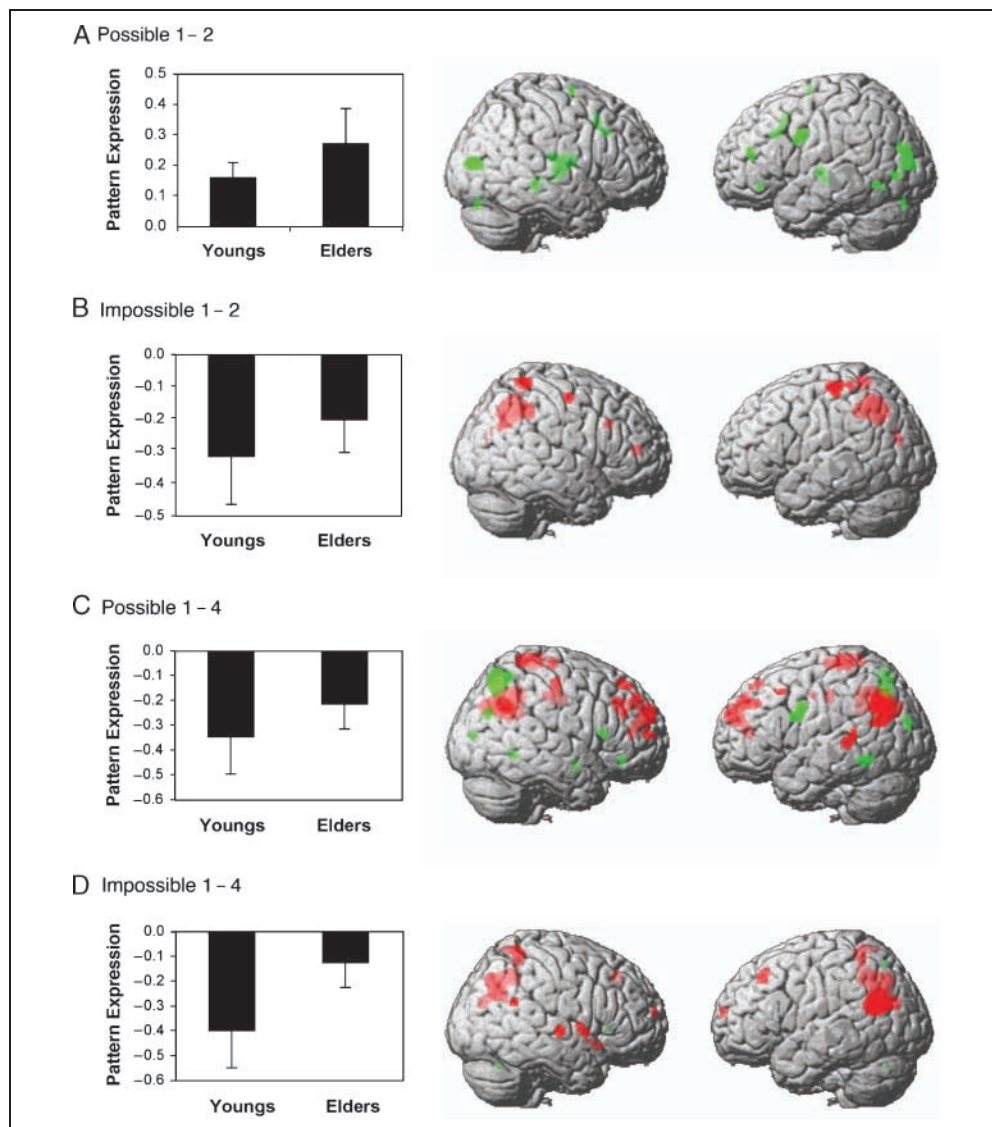 A Possible 1–2
Pattern Expression
0.5
0.4
0.3
0.2
0.1
0.0
Youngs Elders
B Impossible 1–2
Pattern Expression
0.0
−0.1
−0.2
−0.3
−0.4
−0.5
Youngs Elders
C Possible 1–4
Pattern Expression
−0.0
−0.1
−0.2
−0.3
−0.4
−0.5
−0.6
Youngs Elders
D Impossible 1–4
Pattern Expression
−0.0
−0.1
−0.2
−0.3
−0.4
−0.5
−0.6
Youngs Elders